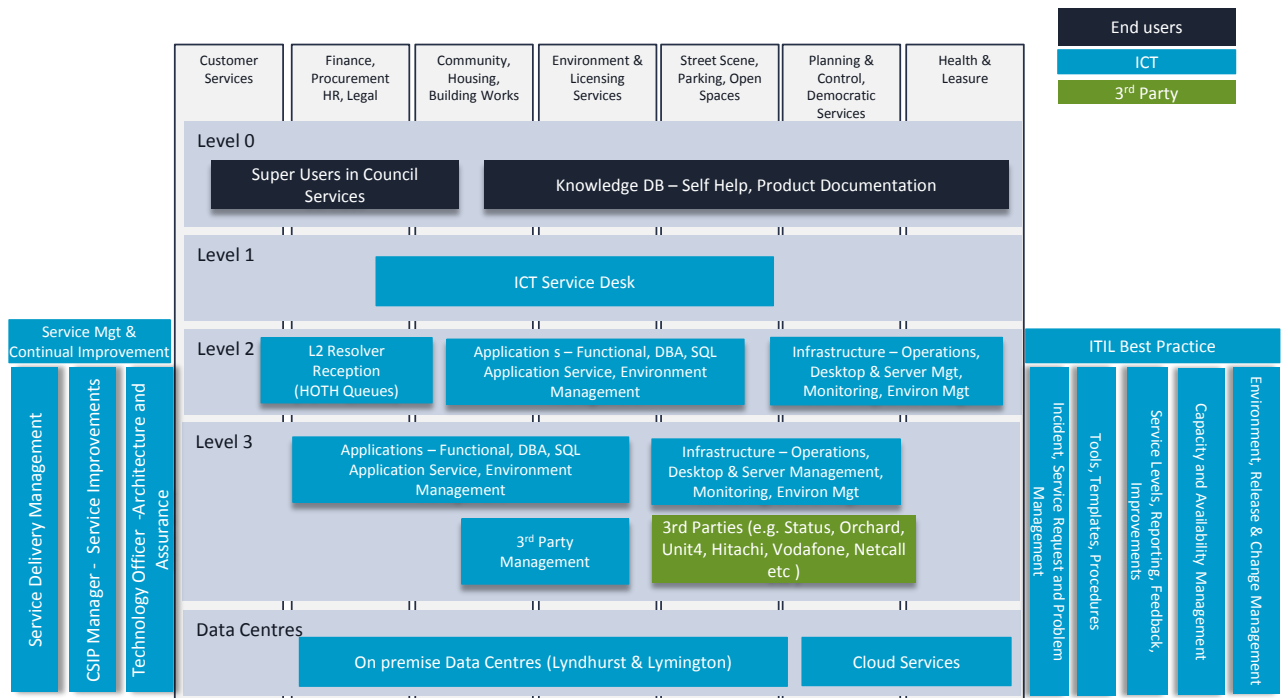 End users
ICT
3rd Party
Customer
Services
Finance,
Procurement
HR, Legal
Community,
Housing,
Building Works
Environment &
Licensing
Services
Street Scene,
Parking, Open
Spaces
Planning &
Control,
Democratic
Services
Health &
Leasure
Level 0
Super Users in Council
Services
Knowledge DB – Self Help, Product Documentation
Level 1
ICT Service Desk
Service Mgt &
Continual Improvement
Service Delivery Management
CSIP Manager - Service Improvements
Technology Officer -Architecture and
Assurance
Level 2
L2 Resolver
Reception
(HOTH Queues)
Application s – Functional, DBA, SQL
Application Service, Environment
Management
Infrastructure – Operations,
Desktop & Server Mgt,
Monitoring, Environ Mgt
Level 3
Applications – Functional, DBA, SQL
Application Service, Environment
Management
Infrastructure – Operations,
Desktop & Server Management,
Monitoring, Environ Mgt
3rd Party
Management
3rd Parties (e.g. Status, Orchard,
Unit4, Hitachi, Vodafone, Netcall
etc )
Data Centres
On premise Data Centres (Lyndhurst & Lymington)
Cloud Services
ITIL Best Practice
Incident, Service Request and Problem
Management
Tools, Templates, Procedures
Service Levels, Reporting, Feedback,
Improvements
Capacity and Availability Management
Environment, Release & Change Management